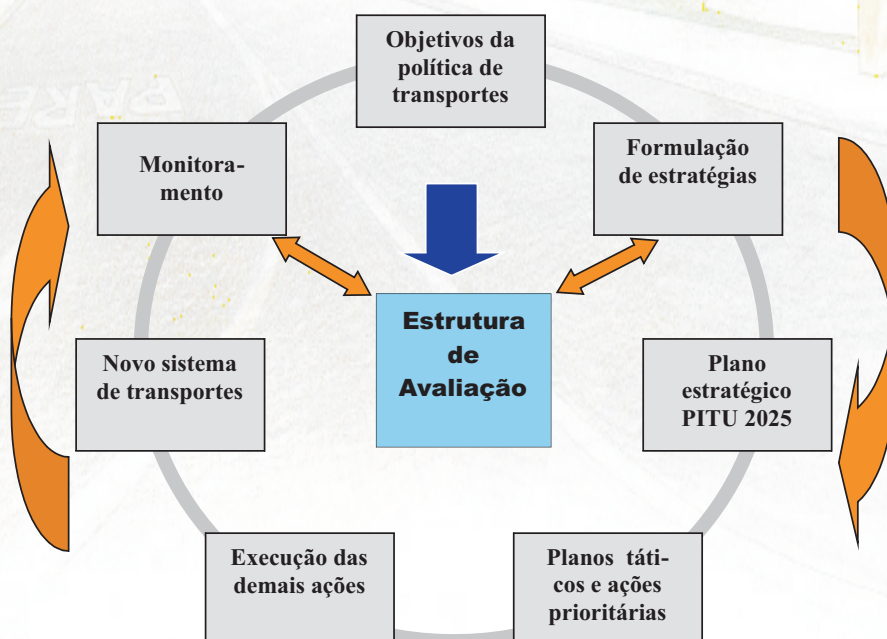 Objetivos da
política de
transportes
Formulação
de estratégias
Monitora-
mento
Estrutura
de
Avaliação
Novo sistema
de transportes
Plano
estratégico
PITU 2025
Execução das
demais ações
Planos táti-
cos e ações
prioritárias
PARE